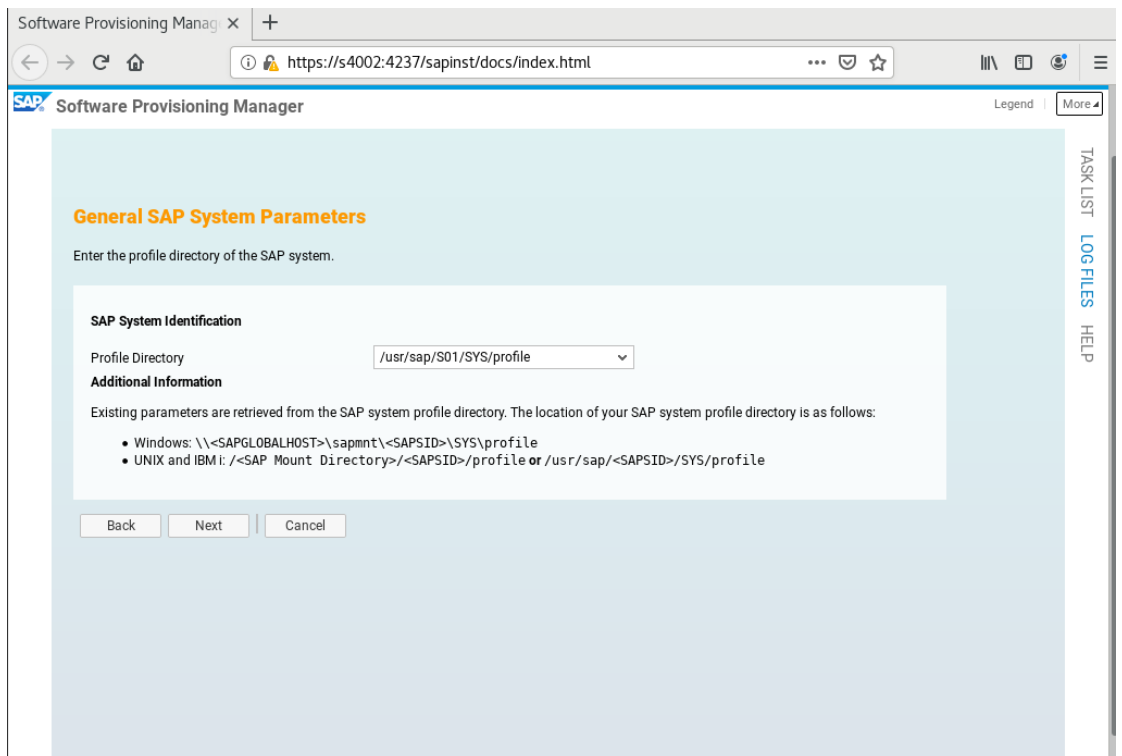 Software Provisioning Manag
https://s4002:4237/sapinst/docs/index.html
SAP Software Provisioning Manager
Legend
More
TASK LIST
LOG FILES
HELP
General SAP System Parameters
Enter the profile directory of the SAP system.
SAP System Identification
Profile Directory /usr/sap/S01/SYS/profile
Additional Information
Existing parameters are retrieved from the SAP system profile directory. The location of your SAP system profile directory is as follows:
• Windows: \\<SAPGLOBALHOST>\sapmnt\<SAPSID>\SYS\profile
• UNIX and IBM i: /<SAP Mount Directory>/<SAPSID>/profile or /usr/sap/<SAPSID>/SYS/profile
Back Next Cancel